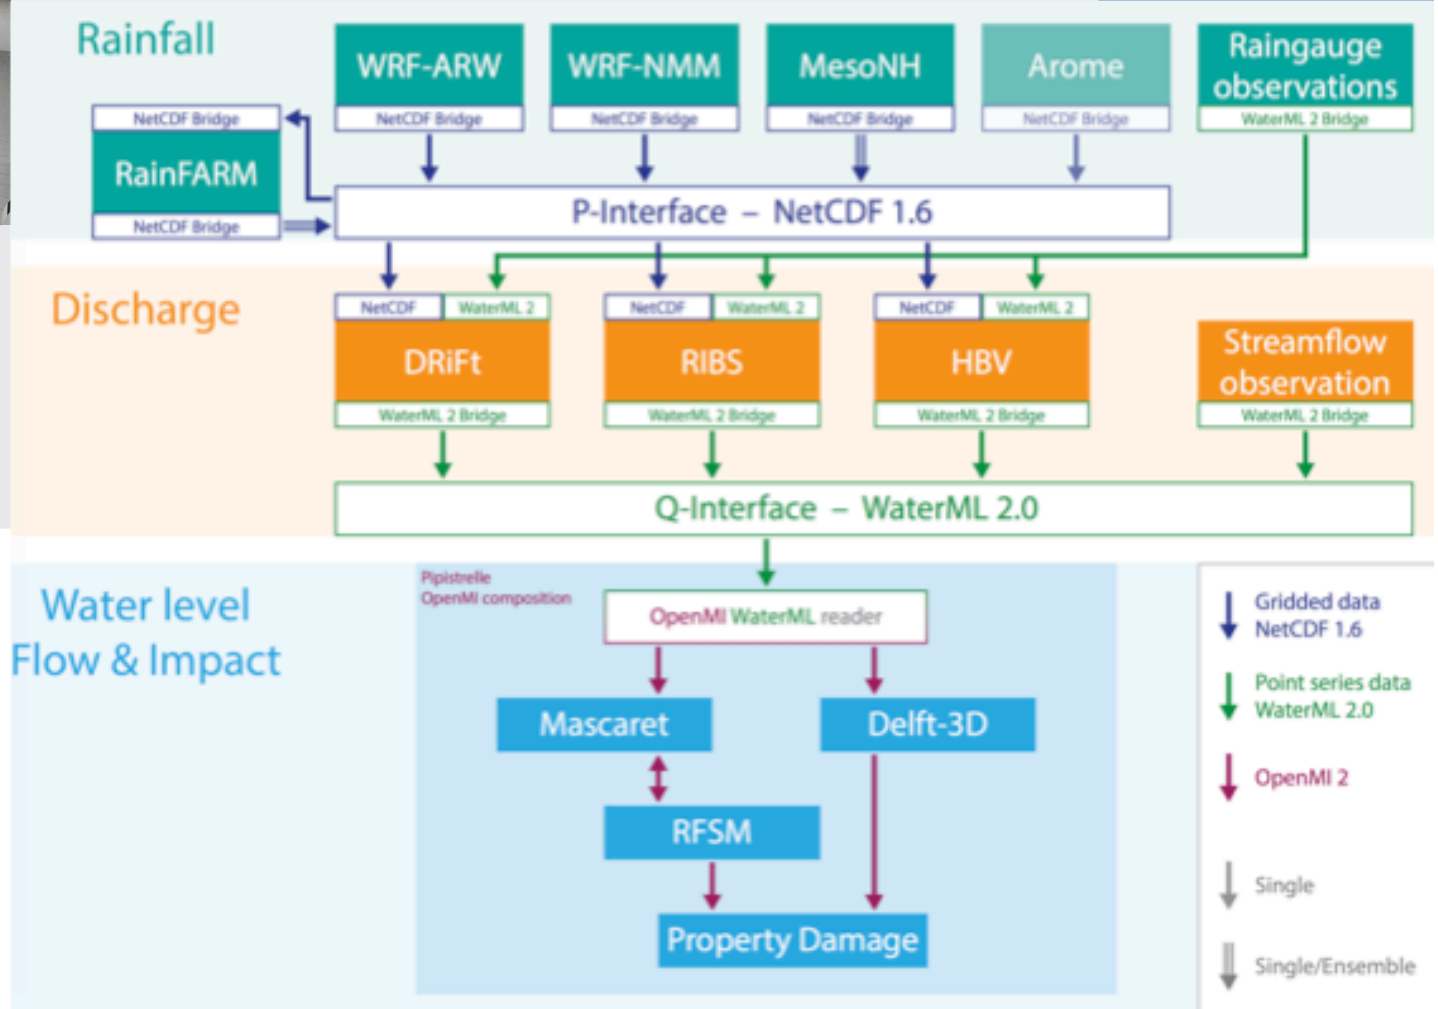 Rainfall
WRF-ARW
NetCDF Bridge
WRF-NMM
NetCDF Bridge
MesoNH
NetCDF Bridge
Arome
NetCDF Bridge
Raingauge
observations
WaterML 2 Bridge
NetCDF Bridge
RainFARM
NetCDF Bridge
P-Interface – NetCDF 1.6
Discharge
NetCDF
WaterML 2
DRiFt
WaterML 2 Bridge
NetCDF
WaterML 2
RIBS
WaterML 2 Bridge
NetCDF
WaterML 2
HBV
WaterML 2 Bridge
Streamflow
observation
WaterML 2 Bridge
Q-Interface – WaterML 2.0
Water level
Flow & Impact
Pipistrelle
OpenMI composition
OpenMI WaterML reader
Mascaret
Delft-3D
RFSM
Property Damage
Gridded data
NetCDF 1.6
Point series data
WaterML 2.0
OpenMI 2
Single
Single/Ensemble